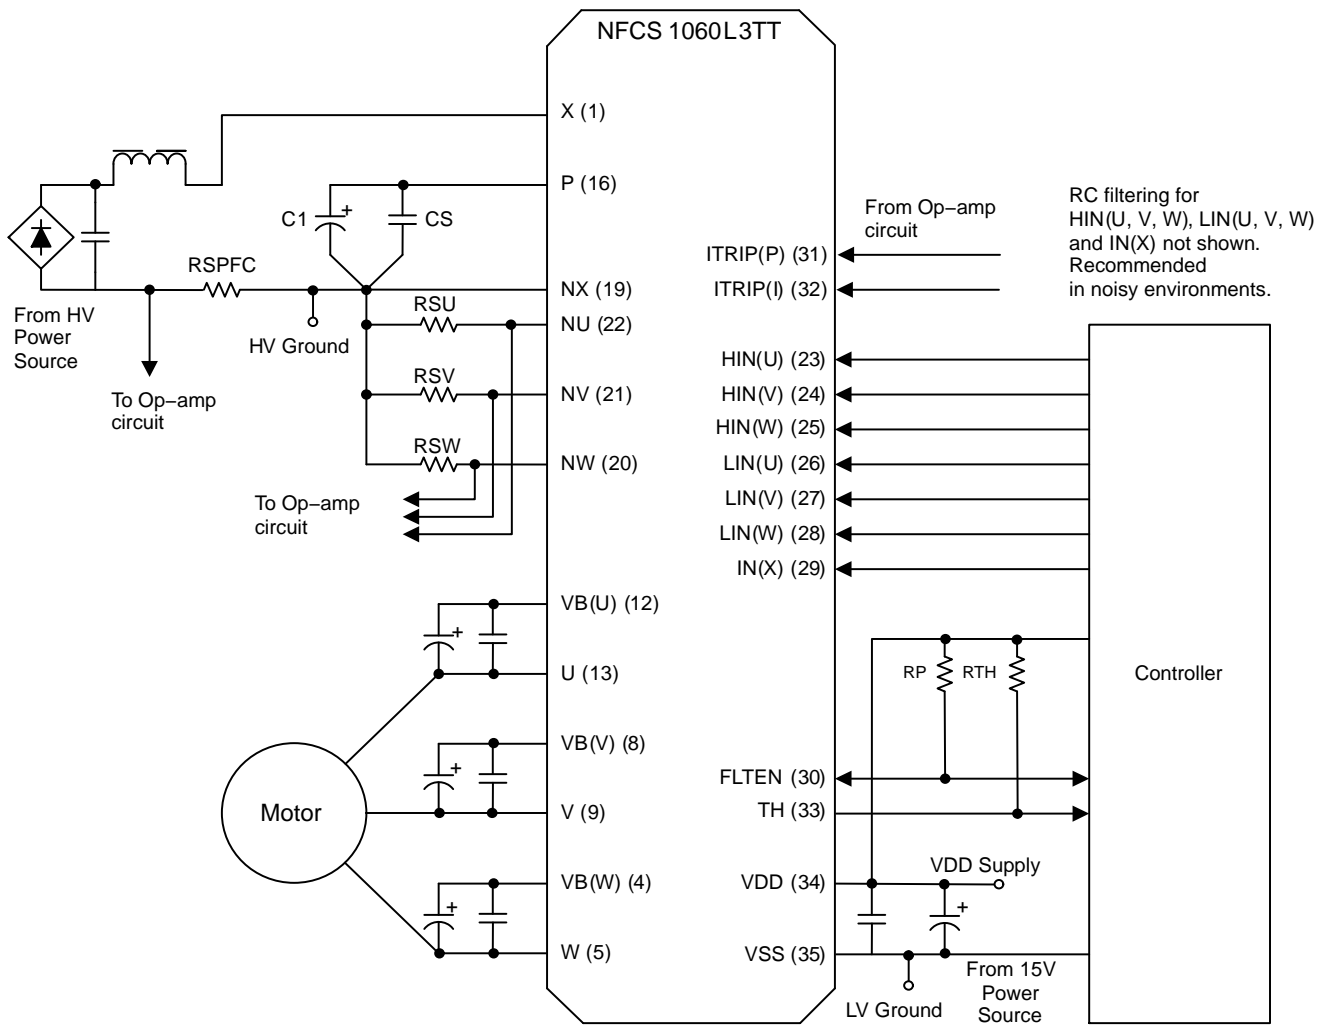 NFCS 1060L3TT
X (1)
P (16)
C1
+
CS
RSPFC
NX (19)
RSU
NU (22)
HV Ground
From HV
Power
Source
To Op−amp
circuit
RSV
NV (21)
RSW
NW (20)
To Op−amp
circuit
VB(U) (12)
+
U (13)
VB(V) (8)
+
V (9)
Motor
VB(W) (4)
+
W (5)
From Op−amp
circuit
ITRIP(P) (31)
ITRIP(I) (32)
RC filtering for
HIN(U, V, W), LIN(U, V, W)
and IN(X) not shown.
Recommended
in noisy environments.
HIN(U) (23)
HIN(V) (24)
HIN(W) (25)
LIN(U) (26)
LIN(V) (27)
LIN(W) (28)
IN(X) (29)
RP
RTH
Controller
FLTEN (30)
TH (33)
VDD (34)
VDD Supply
+
VSS (35)
LV Ground
From 15V
Power
Source